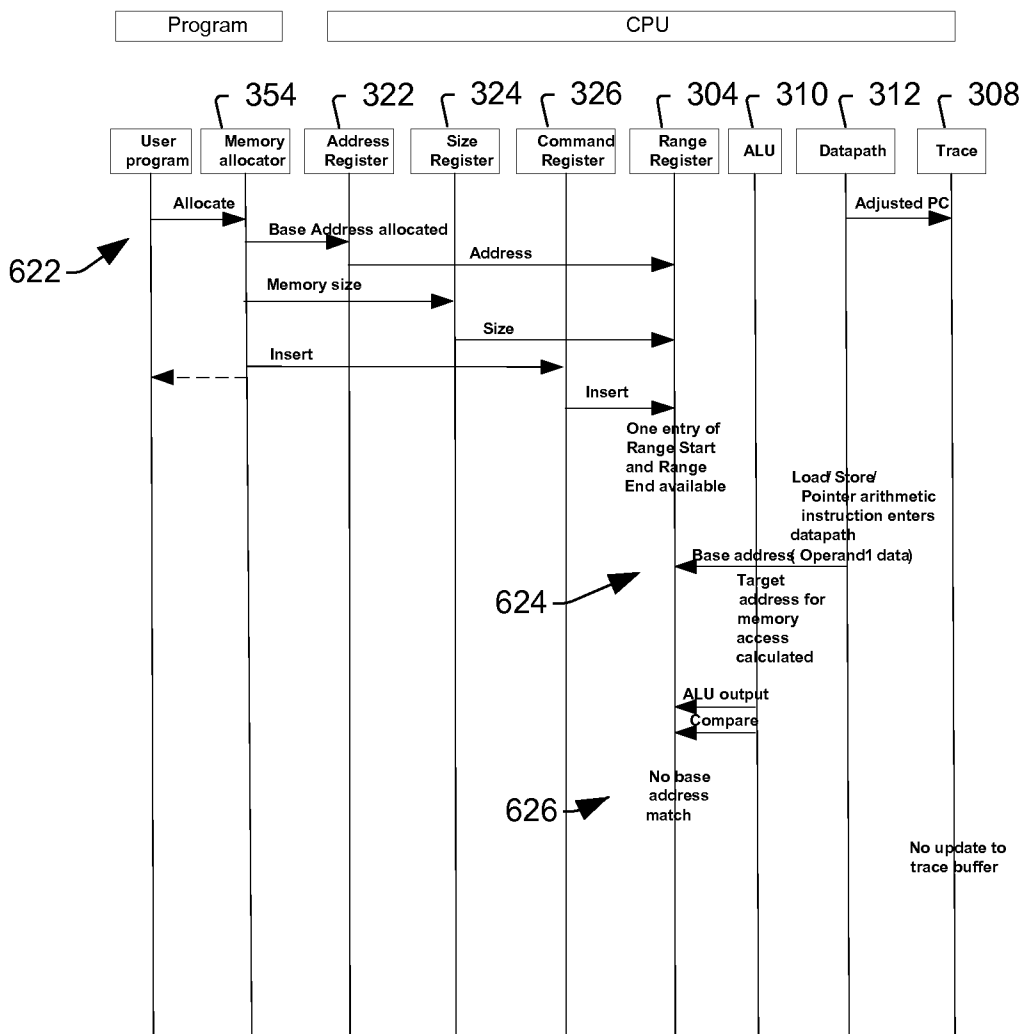 Program
CPU
354
322
324
326
304
310
312
308
User
program
Memory
allocator
Address
Register
Size
Register
Command
Register
Range
Register
ALU
Datapath
Trace
Allocate
Adjusted PC
Base Address allocated
622
Address
Memory size
Size
Insert
Insert
One entry of
Range Start
and Range
End available
Load/ Store/
Pointer arithmetic
instruction enters
datapath
Base address( Operand1 data)
624
Target
address for
memory
access
calculated
ALU output
Compare
626
No base
address
match
No update to
trace buffer